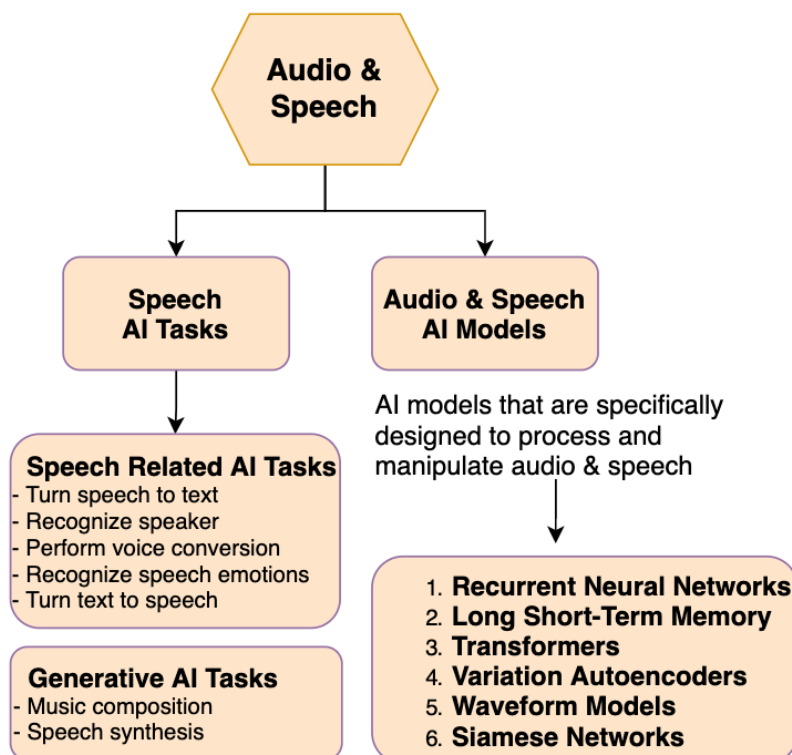 Audio &
Speech
Speech
AI Tasks
Audio & Speech
AI Models
AI models that are specifically
designed to process and
manipulate audio & speech
Speech Related AI Tasks
- Turn speech to text
- Recognize speaker
- Perform voice conversion
- Recognize speech emotions
- Turn text to speech
Generative AI Tasks
- Music composition
- Speech synthesis
1. Recurrent Neural Networks
2. Long Short-Term Memory
3. Transformers
4. Variation Autoencoders
5. Waveform Models
6. Siamese Networks